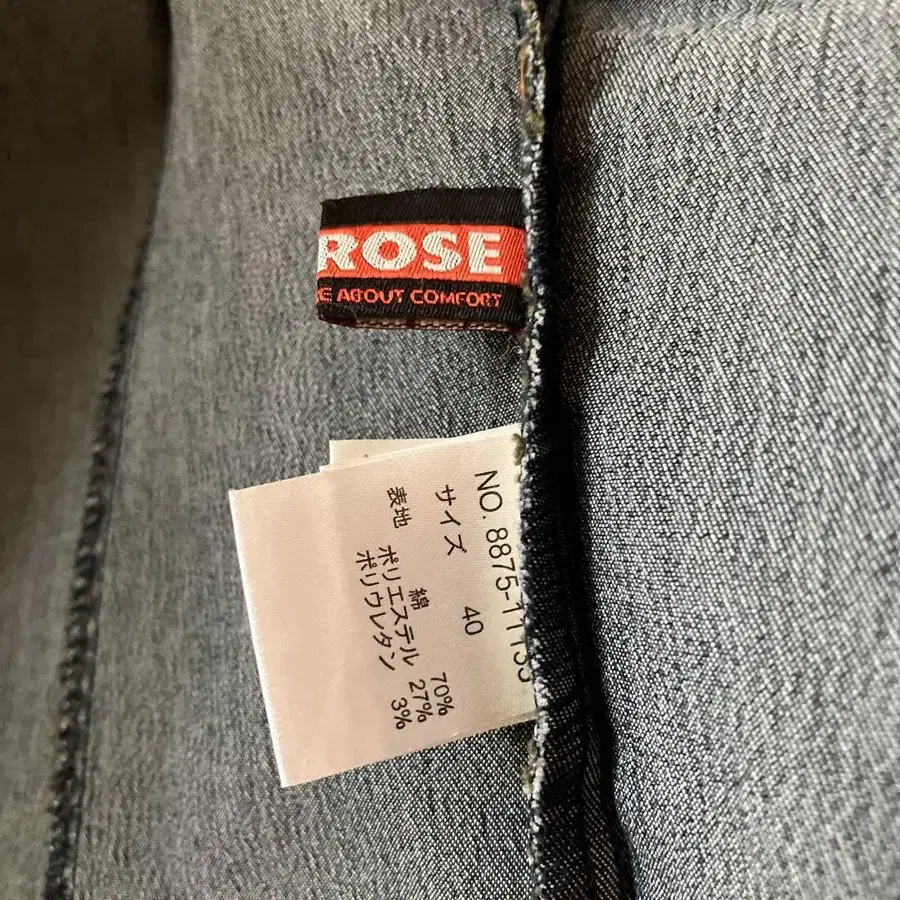 ROSE
ABOUT COMFORT
NO. 8875-1113
サイズ 40
表地 綿 70%
ポリエステル 27%
ポリウレタン 3%